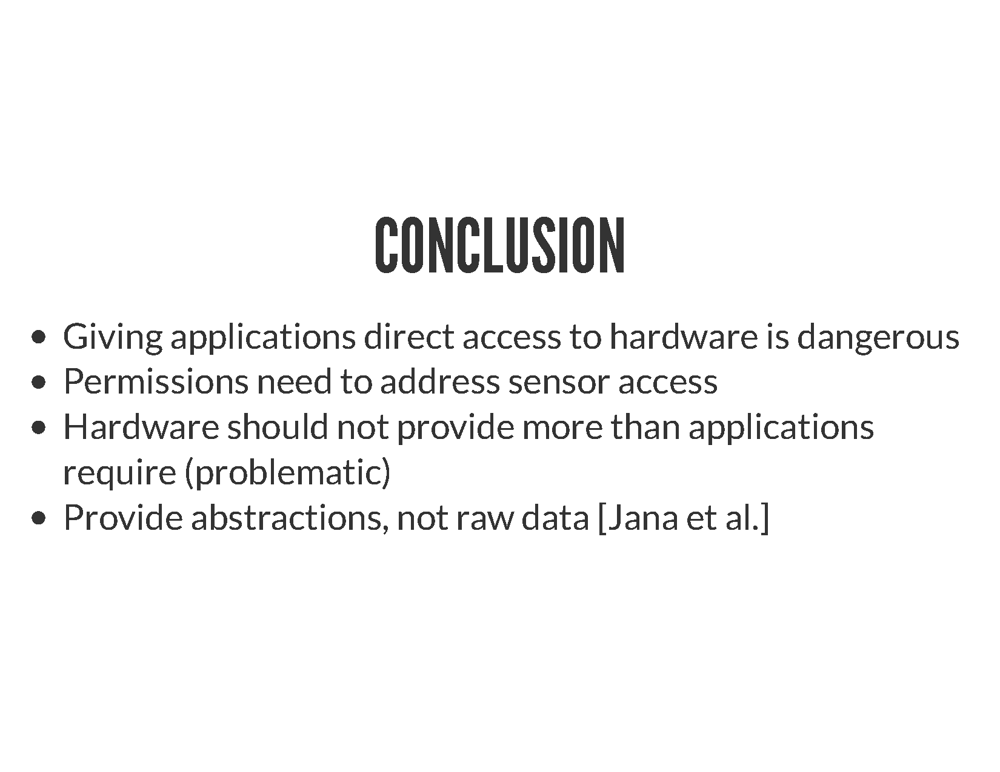 CONCLUSION
• Giving applications direct access to hardware is dangerous
• Permissions need to address sensor access
• Hardware should not provide more than applications
require (problematic)
• Provide abstractions, not raw data [Jana et al.]